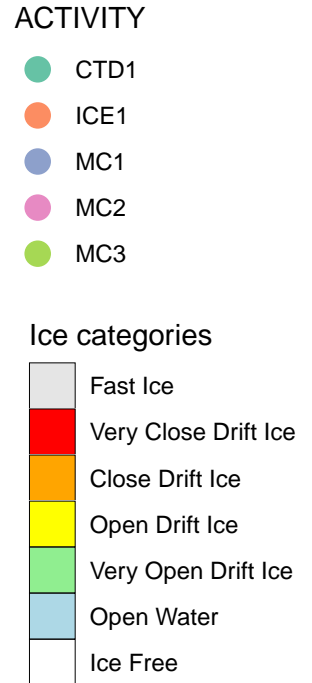 ACTIVITY
CTD1
ICE1
MC1
MC2
MC3
Ice categories
Fast Ice
Very Close Drift Ice
Close Drift Ice
Open Drift Ice
Very Open Drift Ice
Open Water
Ice Free